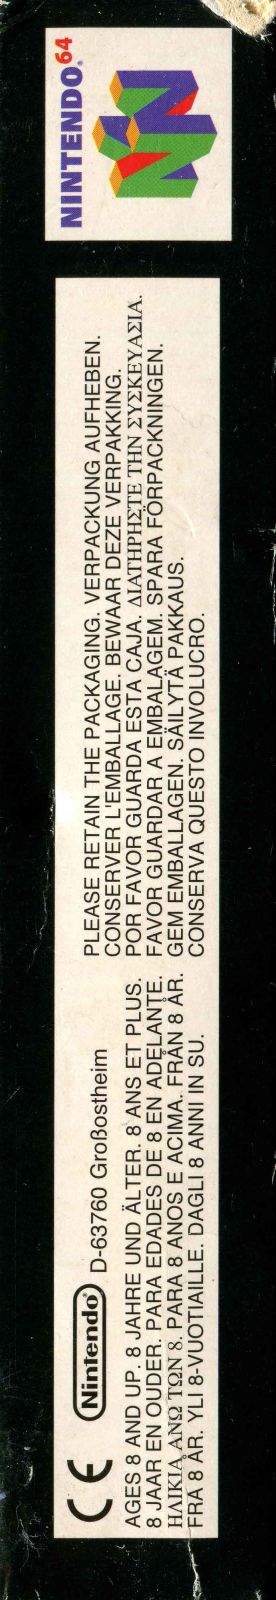 CE Nintendo® D-63760 Großostheim
AGES 8 AND UP. 8 JAHRE UND ÄLTER. 8 ANS ET PLUS.
8 JAAR EN OUDER. PARA EDADES DE 8 EN ADELANTE.
ΗΛΙΚΙΑ ΑΝΩ ΤΩΝ 8. PARA 8 ANOS E ACIMA. FRÅN 8 ÅR.
FRA 8 ÅR. YLI 8-VUOTIAILLE. DAGLI 8 ANNI IN SU.
PLEASE RETAIN THE PACKAGING. VERPACKUNG AUFHEBEN.
CONSERVER L'EMBALLAGE. BEWAAR DEZE VERPAKKING.
POR FAVOR GUARDA ESTA CAJA. ΔΙΑΤΗΡΗΣΤΕ ΤΗΝ ΣΥΣΚΕΥΑΣΙΑ.
FAVOR GUARDAR A EMBALAGEM. SPARA FÖRPACKNINGEN.
GEM EMBALLAGEN. SÄILYTÄ PAKKAUS.
CONSERVA QUESTO INVOLUCRO.
NINTENDO® 64